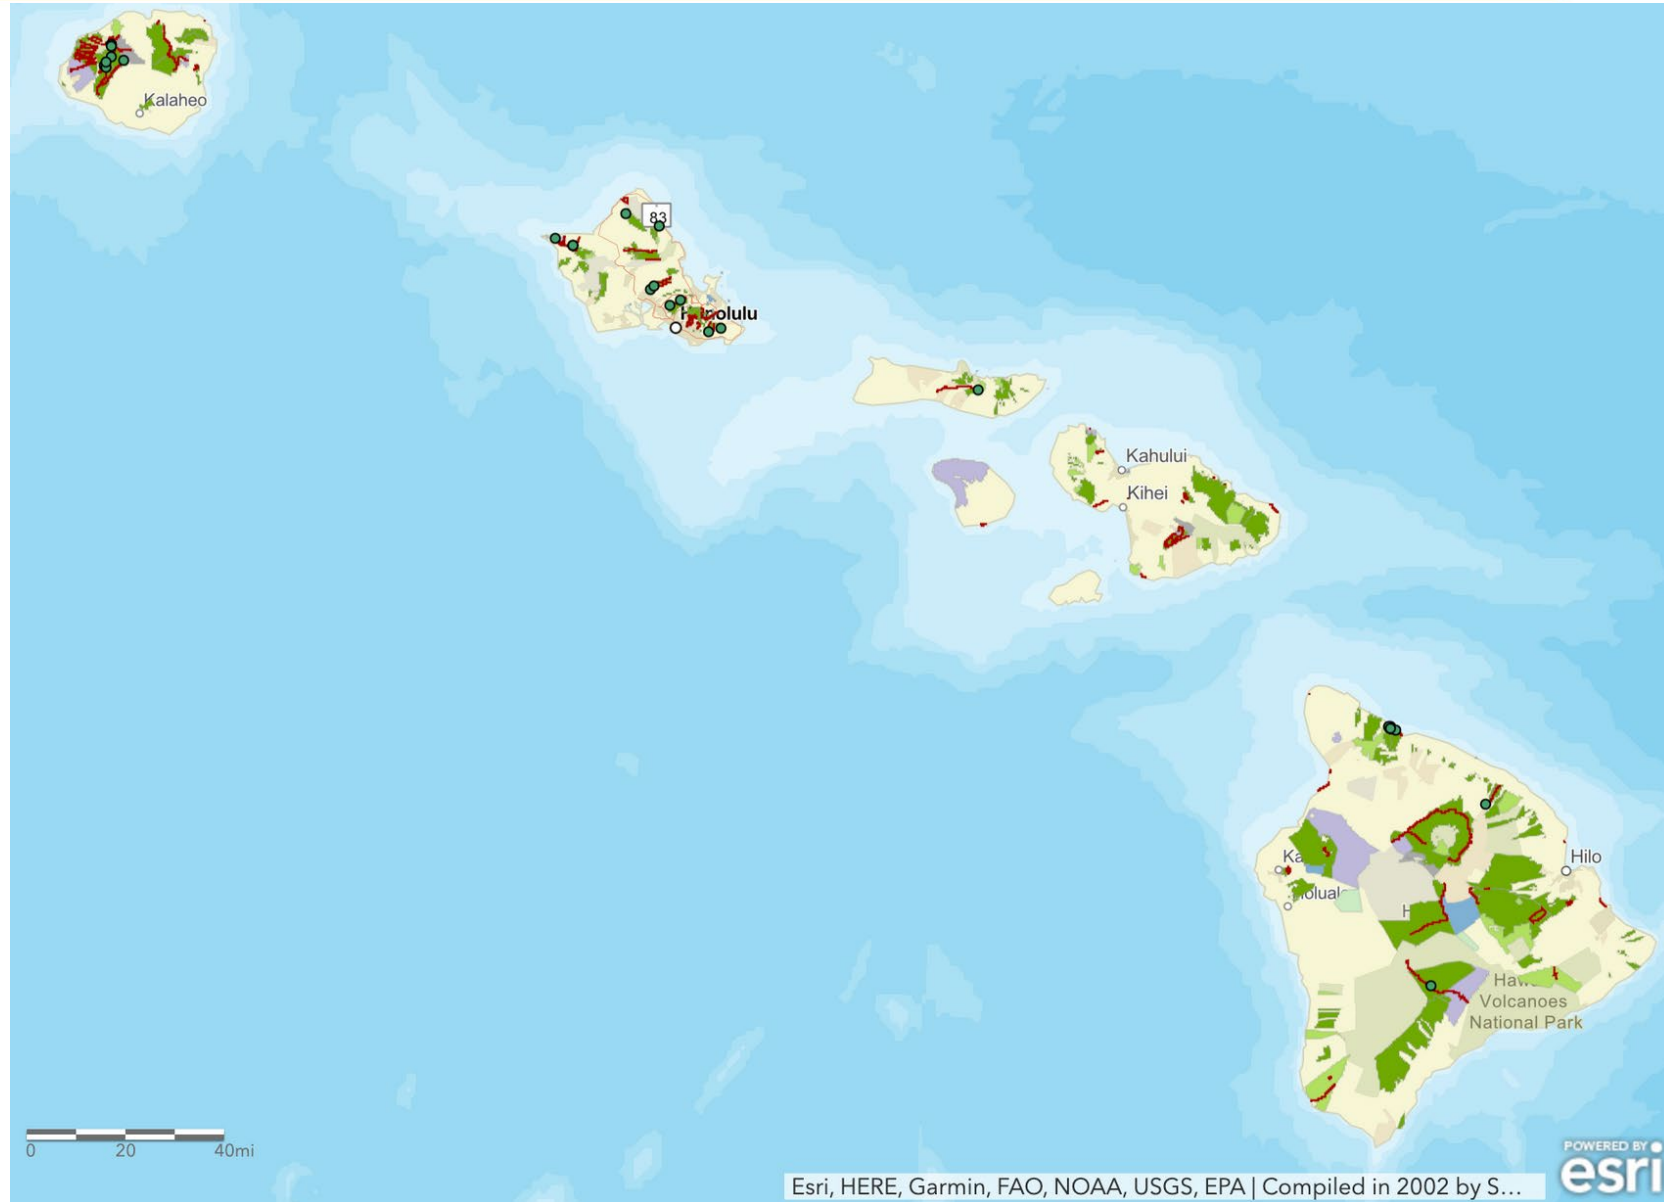 Kalaheo
83
Honolulu
Kahului
Kihei
Hilo
Volcanoes
National Park
0 20 40mi
POWERED BY
esri
Esri, HERE, Garmin, FAO, NOAA, USGS, EPA | Compiled in 2002 by S...